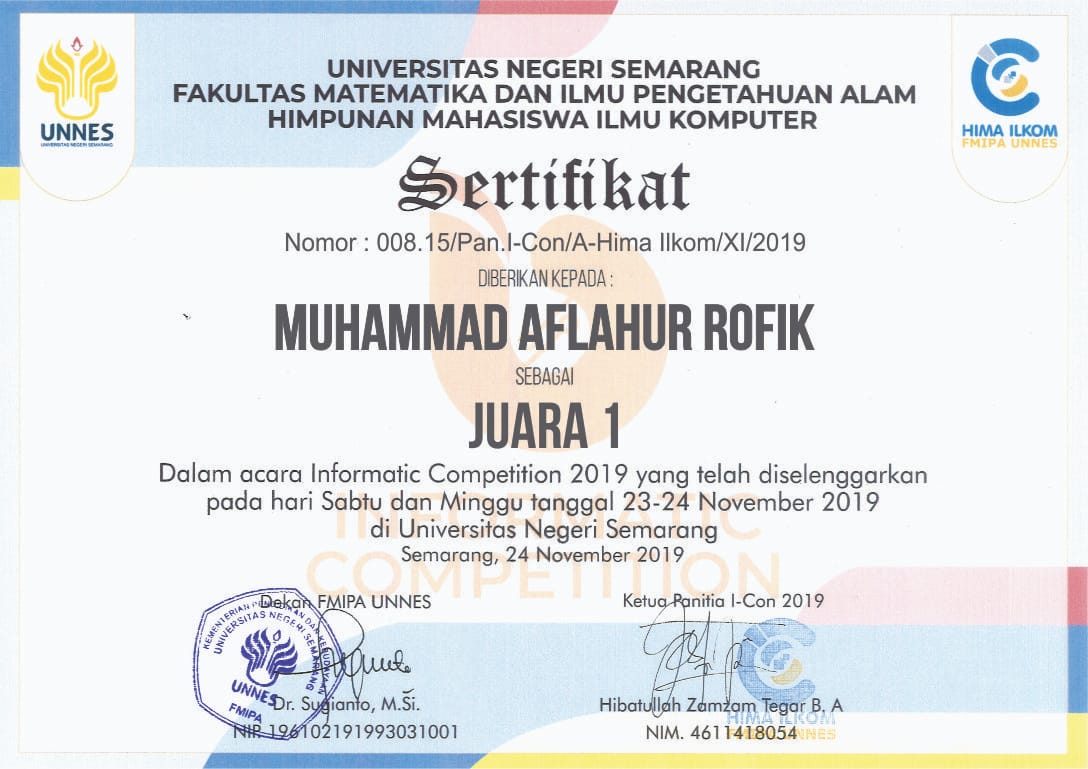 UNNES
UNIVERSITAS NEGERI SEMARANG
HIMA ILKOM
FMIPA UNNES
UNIVERSITAS NEGERI SEMARANG
FAKULTAS MATEMATIKA DAN ILMU PENGETAHUAN ALAM
HIMPUNAN MAHASISWA ILMU KOMPUTER
Sertifikat
Nomor : 008.15/Pan.I-Con/A-Hima Ilkom/XI/2019
DIBERIKAN KEPADA :
MUHAMMAD AFLAHUR ROFIK
SEBAGAI
JUARA 1
Dalam acara Informatic Competition 2019 yang telah diselenggarkan
pada hari Sabtu dan Minggu tanggal 23-24 November 2019
di Universitas Negeri Semarang
Semarang, 24 November 2019
INFORMATIC
COMPETITION
Dekan FMIPA UNNES
KEMENTERIAN PENDIDIKAN DAN KEBUDAYAAN
UNIVERSITAS NEGERI SEMARANG
UNNES
FMIPA
Dr. Sugianto, M.Si.
NIP. 196102191993031001
Ketua Panitia I-Con 2019
Hibatullah Zamzam Tegar B. A
NIM. 4611418054
HIMA ILKOM
FMIPA UNNES